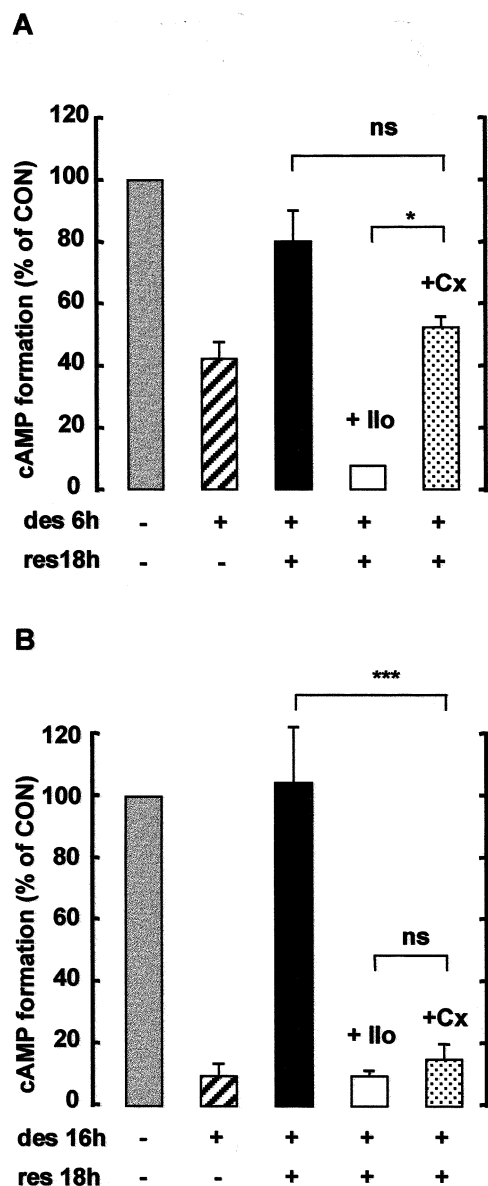 A
cAMP formation (% of CON)
120
100
80
60
40
20
0
ns
*
+Cx
+ Ilo
des 6h - + + + +
res18h - - + + +
B
cAMP formation (% of CON)
120
100
80
60
40
20
0
***
ns
+Cx
+ Ilo
des 16h - + + + +
res 18h - - + + +